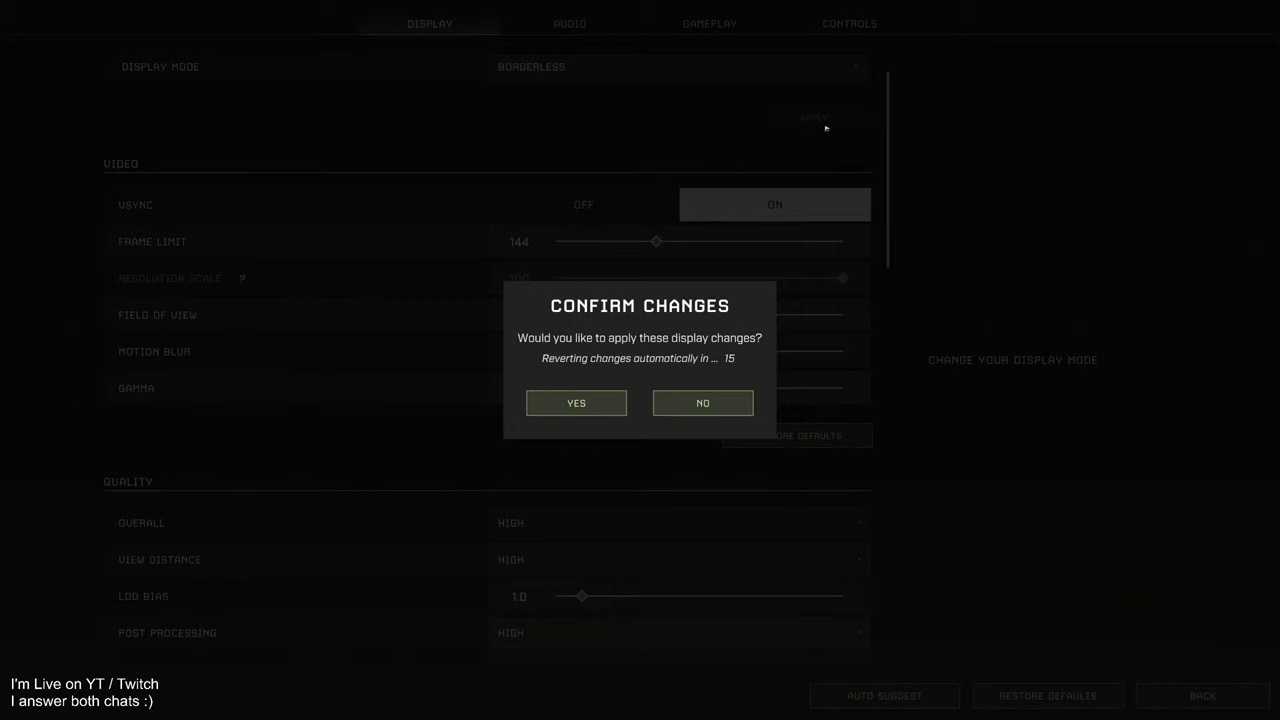 DISPLAY AUDIO GAMEPLAY CONTROLS
DISPLAY MODE BORDERLESS
APPLY
VIDEO
VSYNC OFF ON
FRAME LIMIT 144
RESOLUTION SCALE ? 100
FIELD OF VIEW
MOTION BLUR
GAMMA
CONFIRM CHANGES
Would you like to apply these display changes?
Reverting changes automatically in ... 15
YES NO
CHANGE YOUR DISPLAY MODE
DEFAULTS
QUALITY
OVERALL HIGH
VIEW DISTANCE HIGH
LOD BIAS 1.0
POST PROCESSING HIGH
I'm Live on YT / Twitch
I answer both chats :)
AUTO SUGGEST RESTORE DEFAULTS BACK